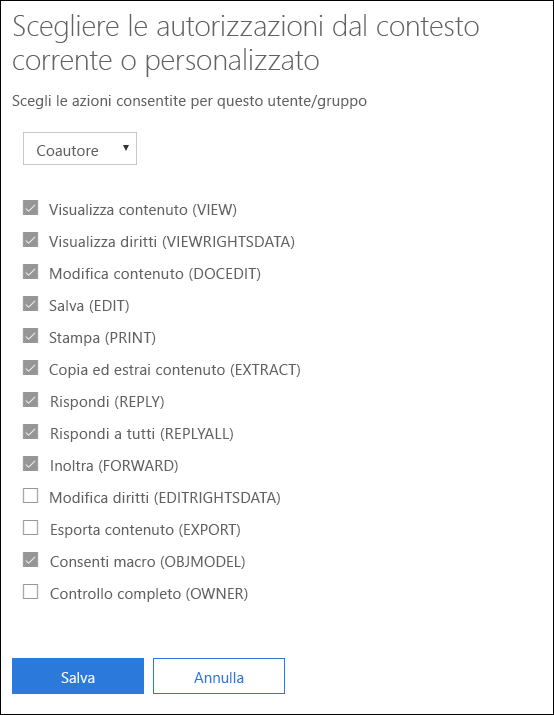 Scegliere le autorizzazioni dal contesto
corrente o personalizzato
Scegli le azioni consentite per questo utente/gruppo
Coautore
Visualizza contenuto (VIEW)
Visualizza diritti (VIEWRIGHTSDATA)
Modifica contenuto (DOCEDIT)
Salva (EDIT)
Stampa (PRINT)
Copia ed estrai contenuto (EXTRACT)
Rispondi (REPLY)
Rispondi a tutti (REPLYALL)
Inoltra (FORWARD)
Modifica diritti (EDITRIGHTSDATA)
Esporta contenuto (EXPORT)
Consenti macro (OBJMODEL)
Controllo completo (OWNER)
Salva
Annulla